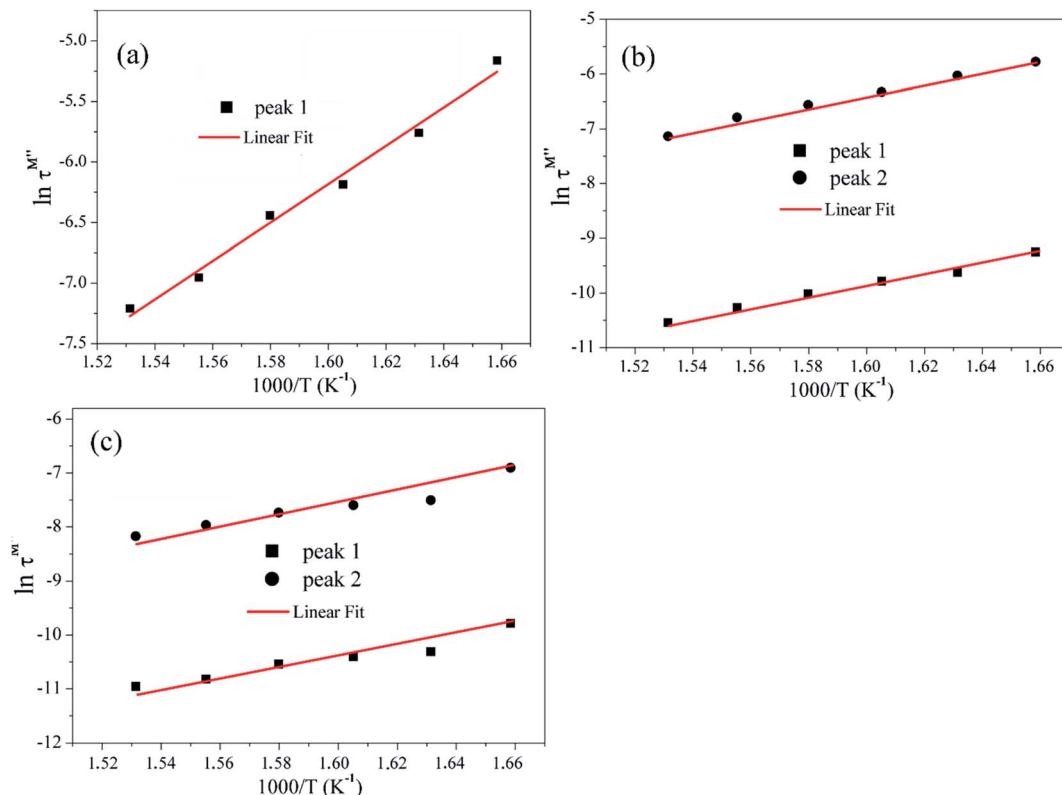 (a)
-5.0
-5.5
-6.0
-6.5
-7.0
-7.5
ln τ^M''
peak 1
Linear Fit
1.52 1.54 1.56 1.58 1.60 1.62 1.64 1.66
1000/T (K⁻¹)
(b)
-5
-6
-7
-8
-9
-10
-11
ln τ^M''
peak 1
peak 2
Linear Fit
1.52 1.54 1.56 1.58 1.60 1.62 1.64 1.66
1000/T (K⁻¹)
(c)
-6
-7
-8
-9
-10
-11
-12
ln τ^M'
peak 1
peak 2
Linear Fit
1.52 1.54 1.56 1.58 1.60 1.62 1.64 1.66
1000/T (K⁻¹)